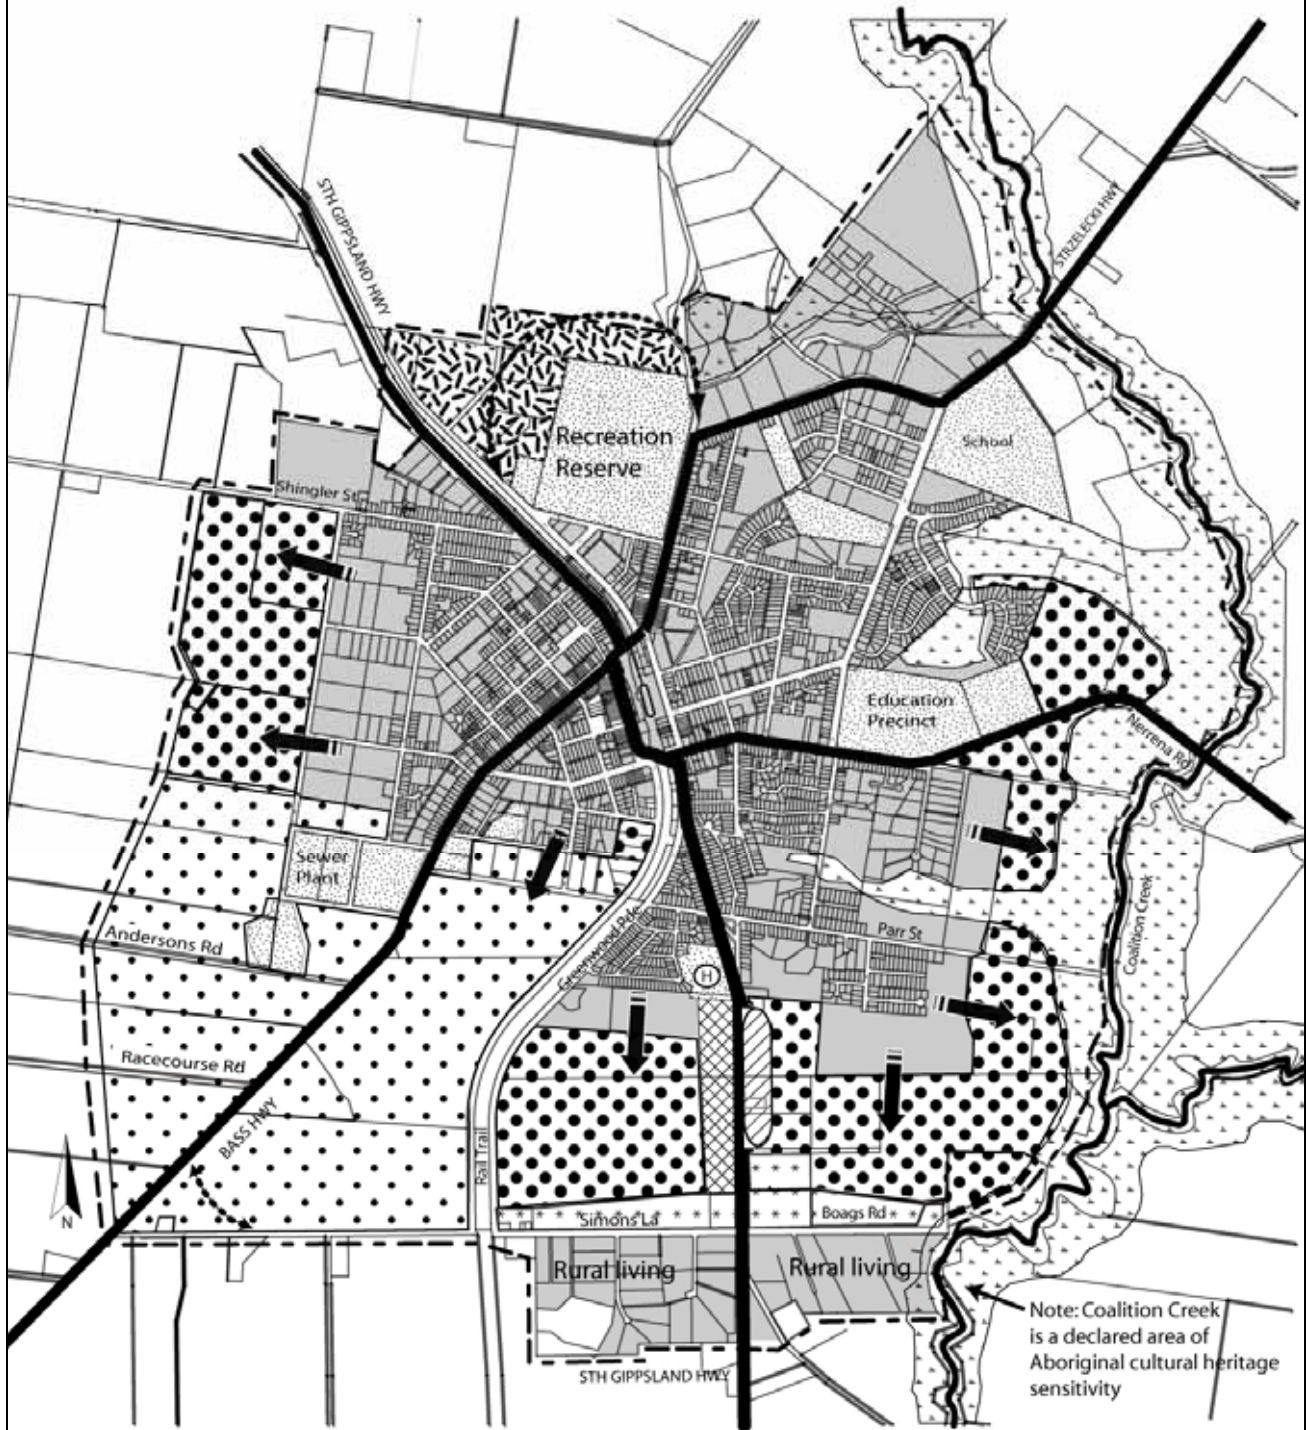 STRZELECKI HWY
STH GIPPSLAND HWY
Recreation
Reserve
School
Shingler St
Education
Precinct
Nerrena Rd
Sewer
Plant
Greenwood Pde
Parr St
Coalition Creek
Andersons Rd
H
Racecourse Rd
BASS HWY
Rail Trail
N
Simons La
Boags Rd
Rural living
Rural living
Note: Coalition Creek
is a declared area of
Aboriginal cultural heritage
sensitivity
STH GIPPSLAND HWY